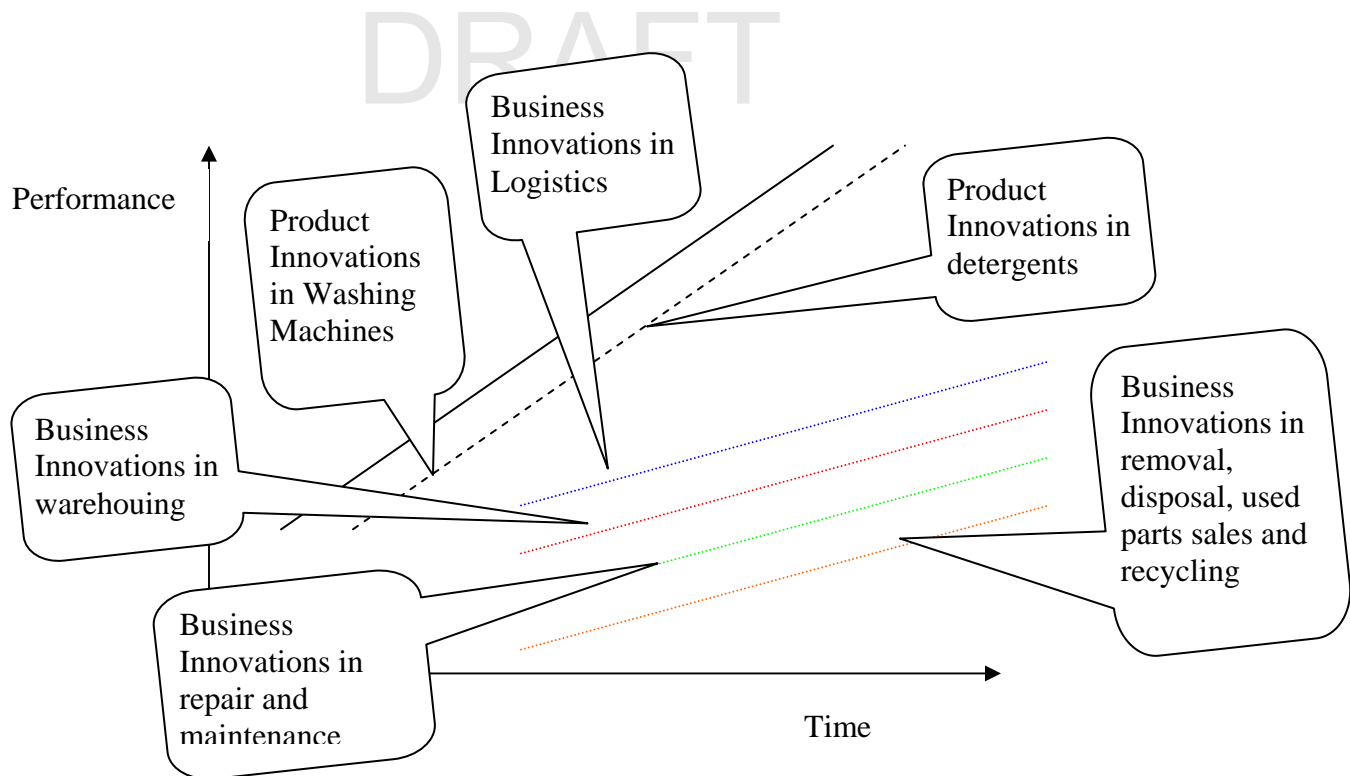 DRAFT
Business
Innovations in
Logistics
Performance
Product
Innovations
in Washing
Machines
Product
Innovations in
detergents
Business
Innovations in
warehouing
Business
Innovations in
removal,
disposal, used
parts sales and
recycling
Business
Innovations in
repair and
maintenance
Time